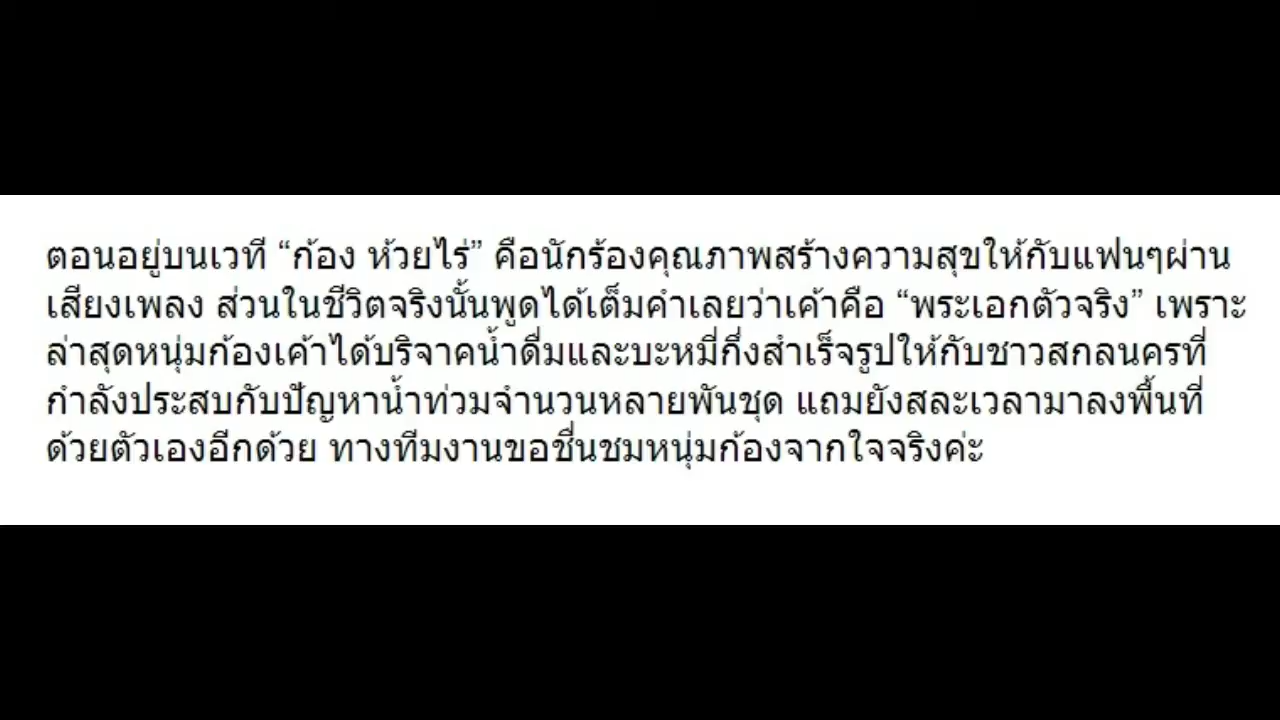 ตอนอยู่บนเวที “ก้อง ห้วยไร่” คือนักร้องคุณภาพสร้างความสุขให้กับแฟนๆผ่าน
เสียงเพลง ส่วนในชีวิตจริงนั้นพูดได้เต็มคำเลยว่าเค้าคือ “พระเอกตัวจริง” เพราะ
ล่าสุดหนุ่มก้องเค้าได้บริจาคน้ำดื่มและบะหมี่กึ่งสำเร็จรูปให้กับชาวสกลนครที่
กำลังประสบกับปัญหาน้ำท่วมจำนวนหลายพันชุด แถมยังสละเวลามาลงพื้นที่
ด้วยตัวเองอีกด้วย ทางทีมงานขอชื่นชมหนุ่มก้องจากใจจริงค่ะ